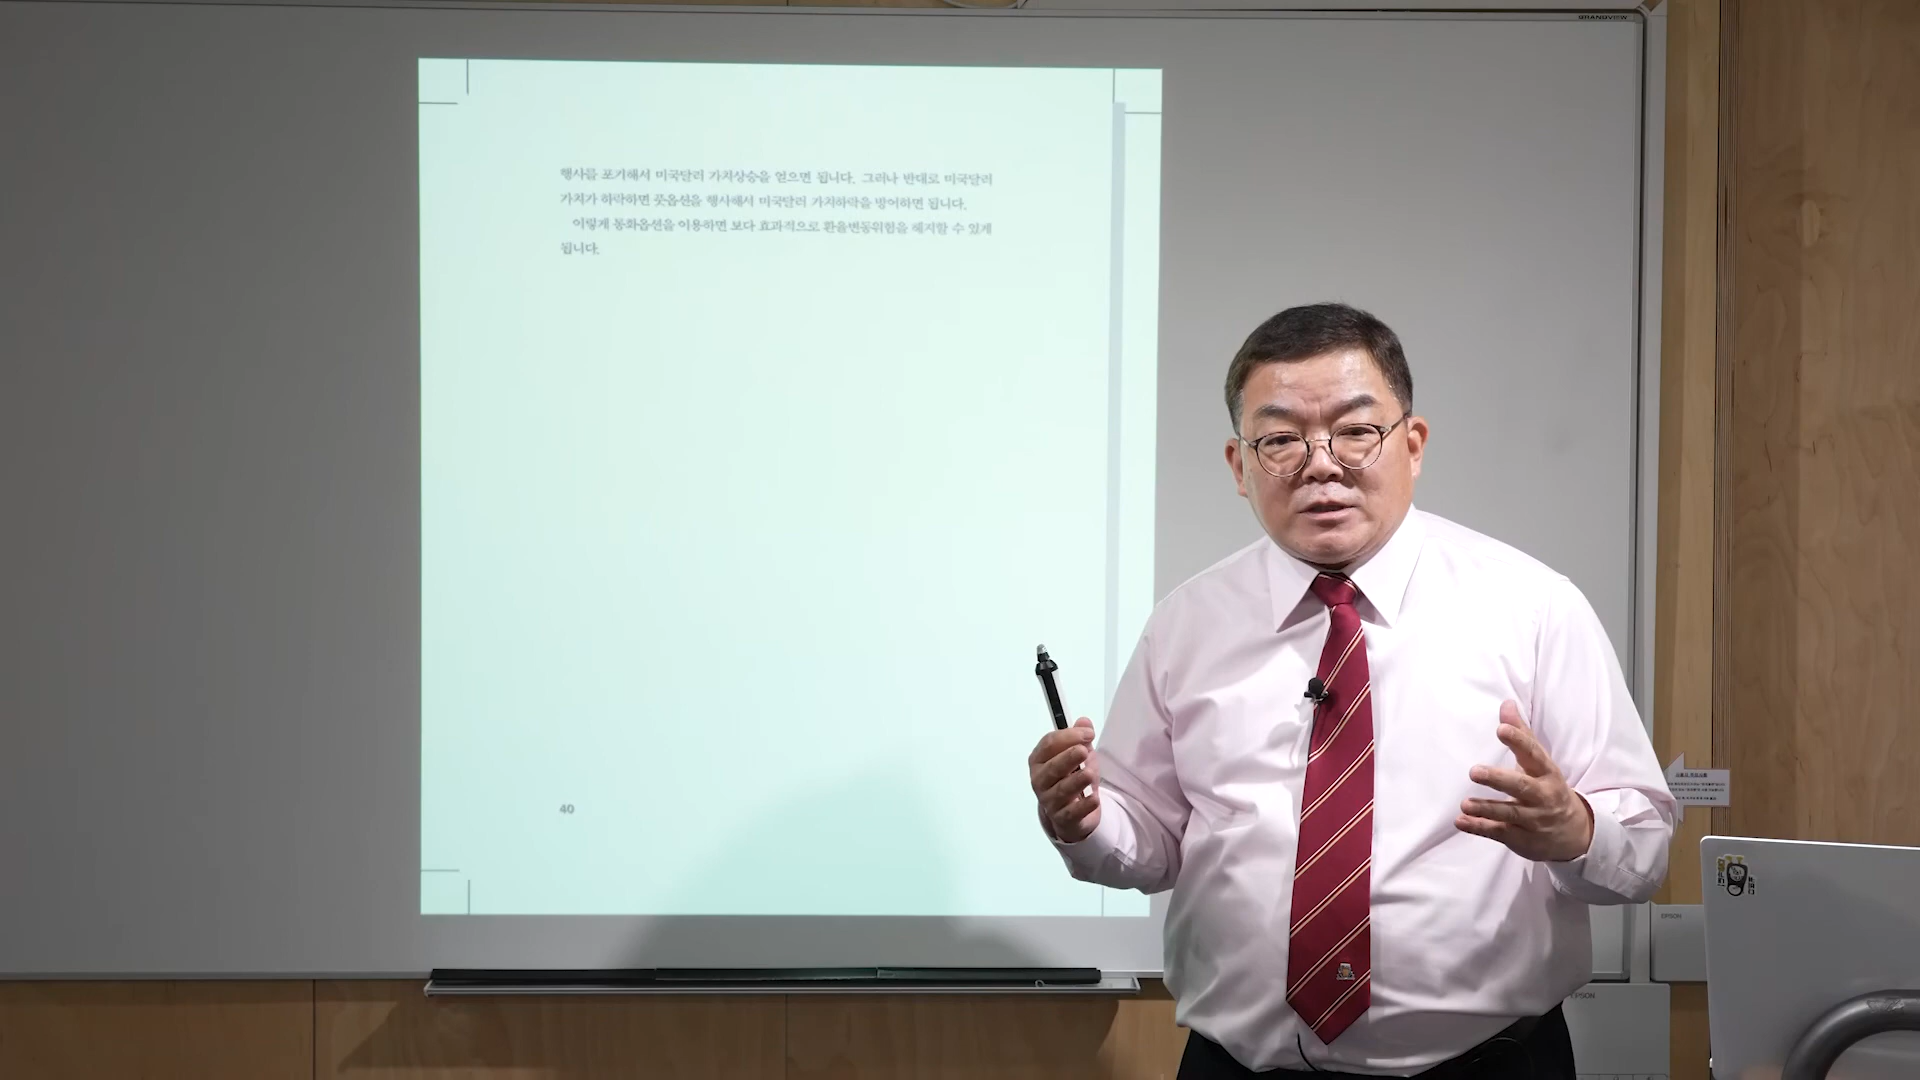 GRANDVIEW
행사를 포기해서 미국달러 가치상승을 얻으면 됩니다. 그러나 반대로 미국달러
가치가 하락하면 풋옵션을 행사해서 미국달러 가치하락을 방어하면 됩니다.
이렇게 통화옵션을 이용하면 보다 효과적으로 환율변동위험을 헤지할 수 있게
됩니다.
40
EPSON
EPSON